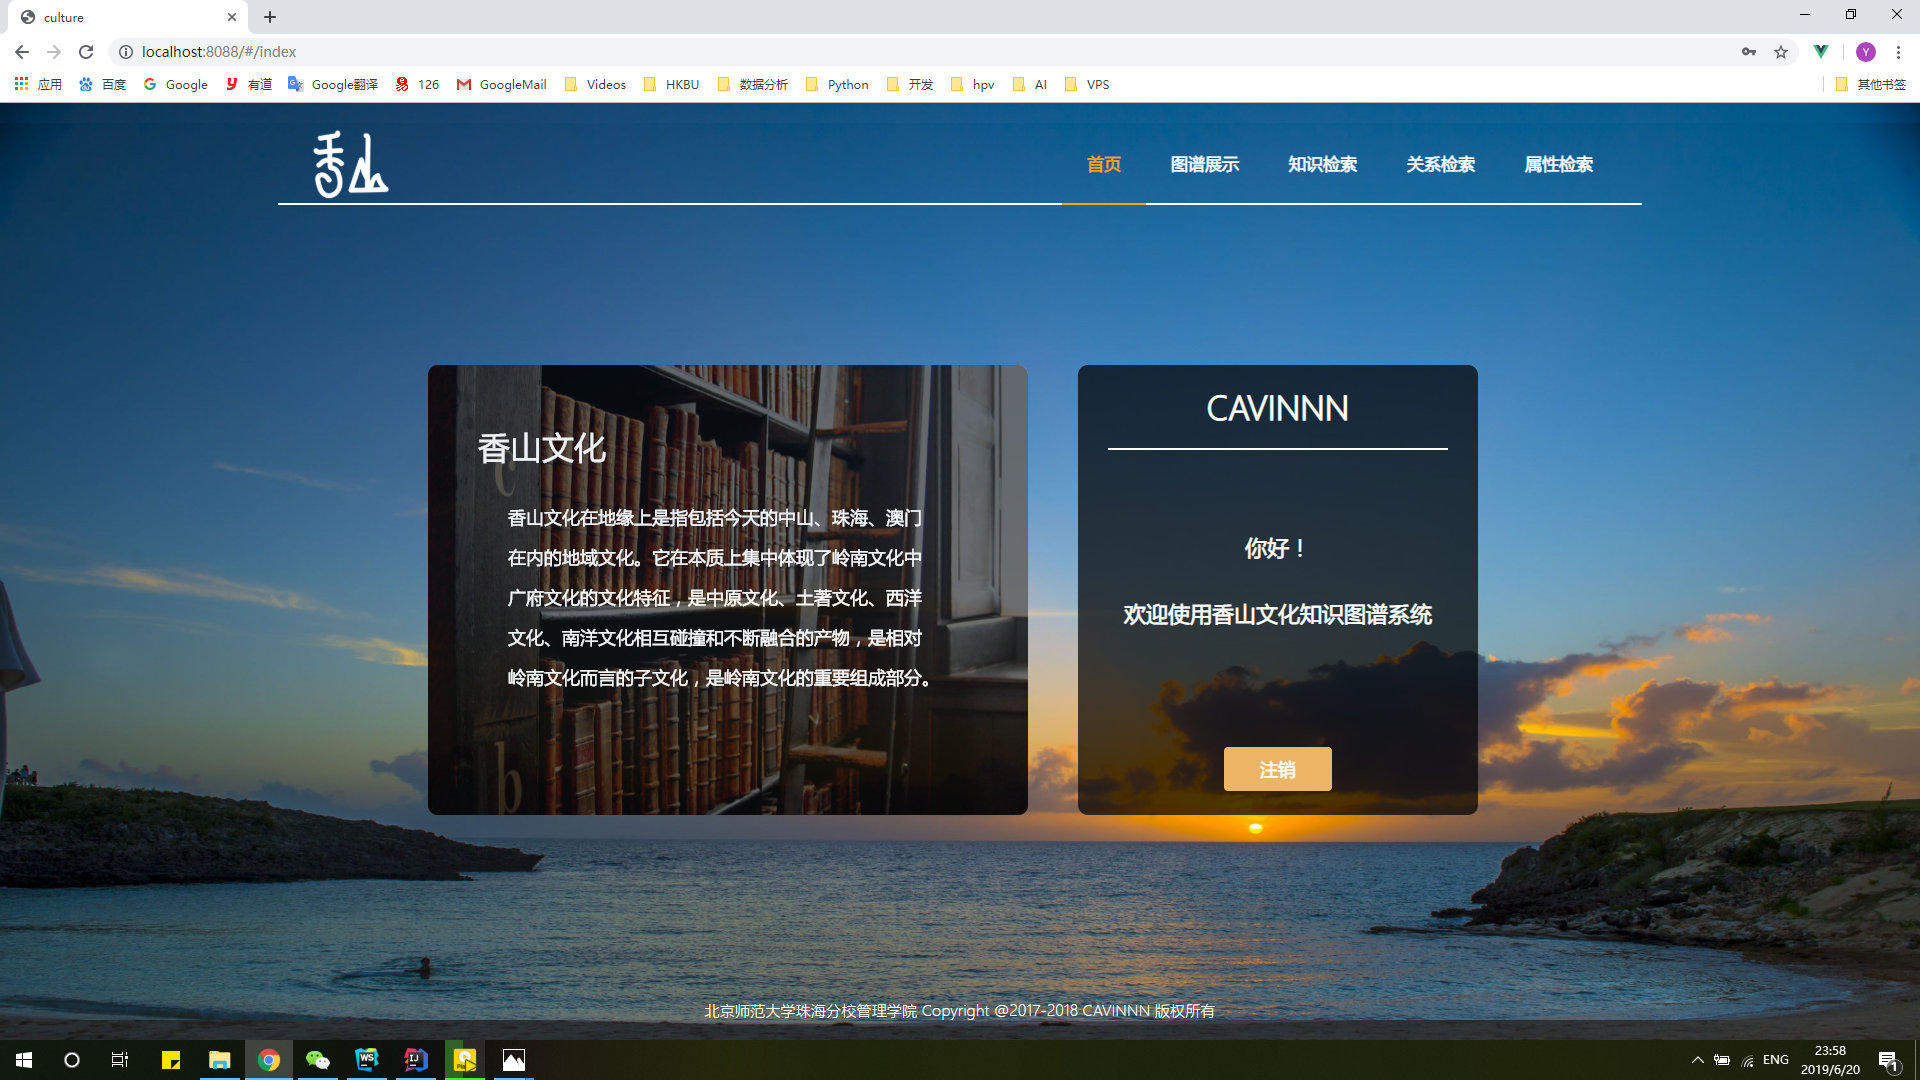 culture
localhost:8088/#/index
Y
应用 百度 Google 有道 Google翻译 126 GoogleMail Videos HKBU 数据分析 Python 开发 hpv AI VPS 其他书签
香山
首页 图谱展示 知识检索 关系检索 属性检索
香山文化
香山文化在地缘上是指包括今天的中山、珠海、澳门
在内的地域文化。它在本质上集中体现了岭南文化中
广府文化的文化特征，是中原文化、土著文化、西洋
文化、南洋文化相互碰撞和不断融合的产物，是相对
岭南文化而言的子文化，是岭南文化的重要组成部分。
c
b
CAVINNN
你好！
欢迎使用香山文化知识图谱系统
注销
北京师范大学珠海分校管理学院 Copyright @2017-2018 CAVINNN 版权所有
WS
IJ
ENG
23:58
2019/6/20
1